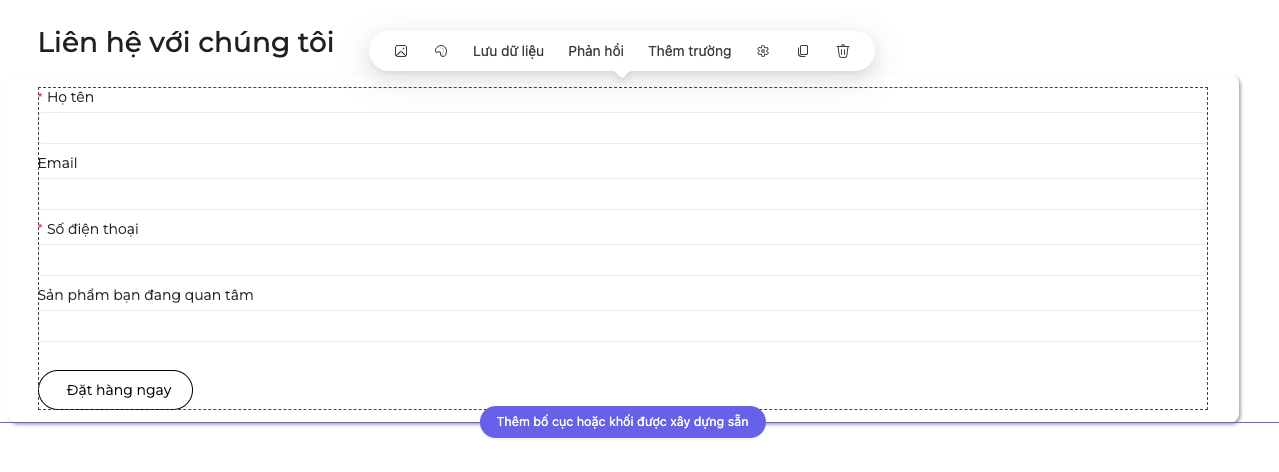 Liên hệ với chúng tôi
Lưu dữ liệu Phản hồi Thêm trường
* Họ tên
Email
* Số điện thoại
Sản phẩm bạn đang quan tâm
Đặt hàng ngay
Thêm bố cục hoặc khối được xây dựng sẵn